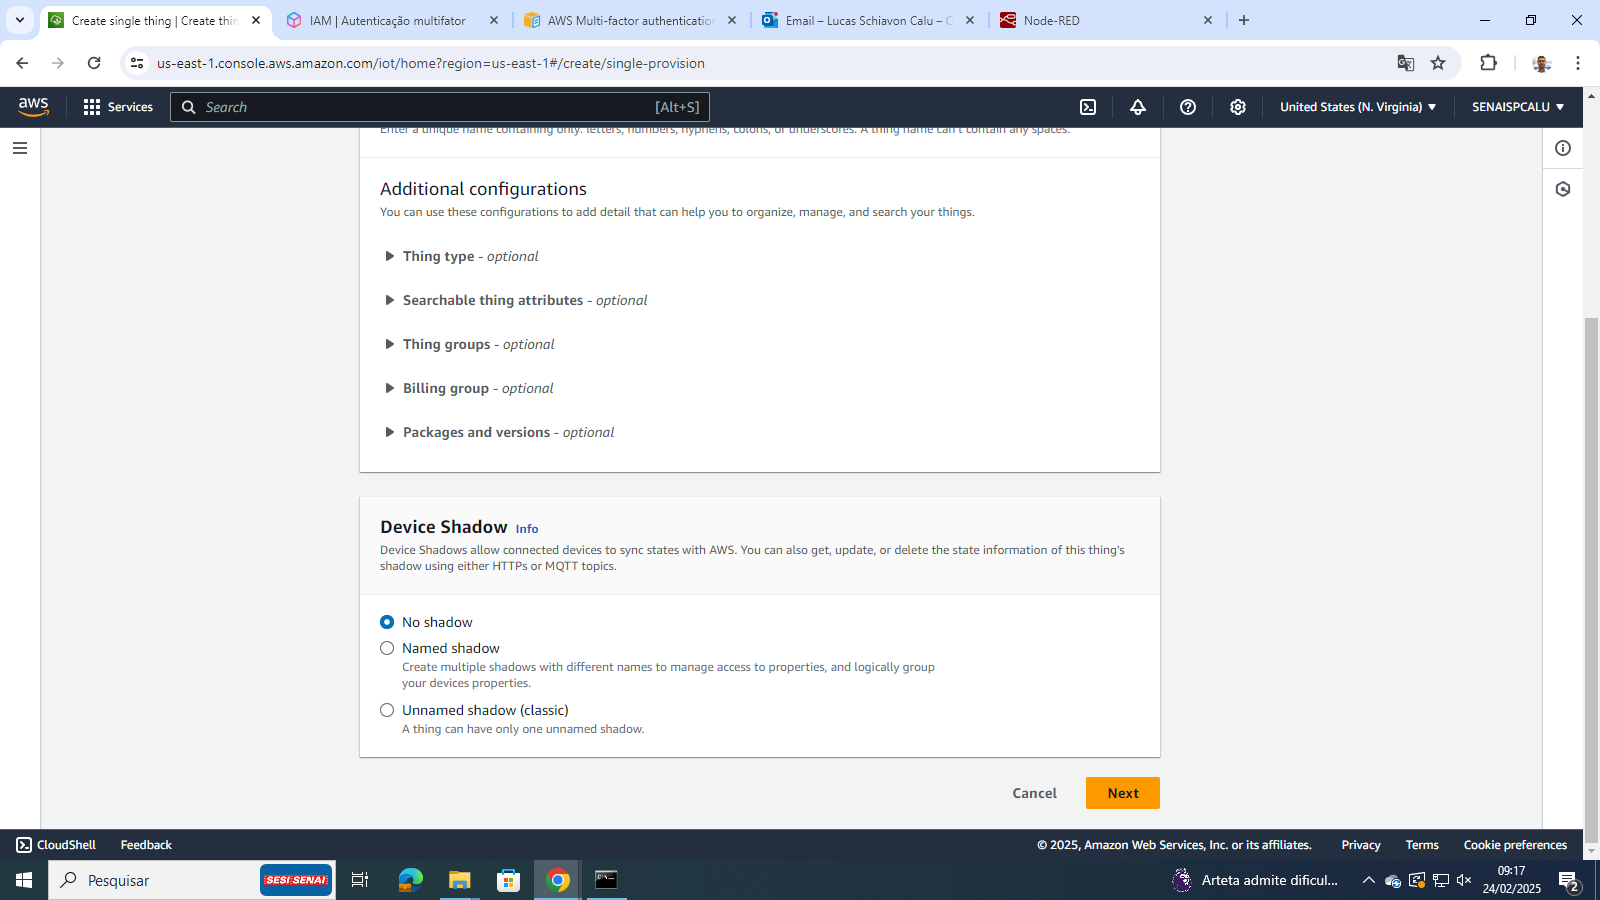 Create single thing | Create thin
IAM | Autenticação multifator
AWS Multi-factor authentication
Email – Lucas Schiavon Calu – C
Node-RED
us-east-1.console.aws.amazon.com/iot/home?region=us-east-1#/create/single-provision
aws
Services
Search
[Alt+S]
United States (N. Virginia)
SENAISPCALU
Enter a unique name containing only: letters, numbers, hyphens, colons, or underscores. A thing name can't contain any spaces.
Additional configurations
You can use these configurations to add detail that can help you to organize, manage, and search your things.
Thing type - optional
Searchable thing attributes - optional
Thing groups - optional
Billing group - optional
Packages and versions - optional
Device Shadow Info
Device Shadows allow connected devices to sync states with AWS. You can also get, update, or delete the state information of this thing's
shadow using either HTTPs or MQTT topics.
No shadow
Named shadow
Create multiple shadows with different names to manage access to properties, and logically group
your devices properties.
Unnamed shadow (classic)
A thing can have only one unnamed shadow.
Cancel
Next
CloudShell
Feedback
© 2025, Amazon Web Services, Inc. or its affiliates.
Privacy
Terms
Cookie preferences
Pesquisar
SESI SENAI
Arteta admite dificul...
09:17
24/02/2025
2